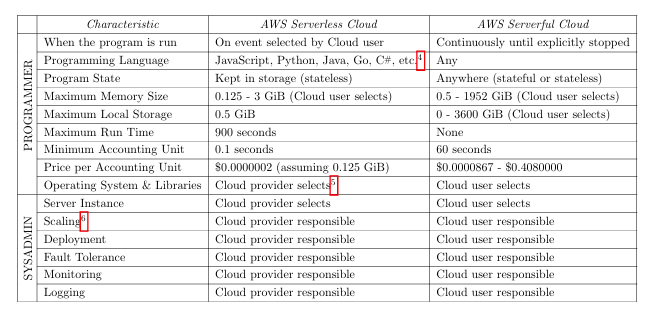 Characteristic AWS Serverless Cloud AWS Serverful Cloud
PROGRAMMER
When the program is run On event selected by Cloud user Continuously until explicitly stopped
Programming Language JavaScript, Python, Java, Go, C#, etc.4 Any
Program State Kept in storage (stateless) Anywhere (stateful or stateless)
Maximum Memory Size 0.125 - 3 GiB (Cloud user selects) 0.5 - 1952 GiB (Cloud user selects)
Maximum Local Storage 0.5 GiB 0 - 3600 GiB (Cloud user selects)
Maximum Run Time 900 seconds None
Minimum Accounting Unit 0.1 seconds 60 seconds
Price per Accounting Unit $0.0000002 (assuming 0.125 GiB) $0.0000867 - $0.4080000
Operating System & Libraries Cloud provider selects5 Cloud user selects
SYSADMIN
Server Instance Cloud provider selects Cloud user selects
Scaling6 Cloud provider responsible Cloud user responsible
Deployment Cloud provider responsible Cloud user responsible
Fault Tolerance Cloud provider responsible Cloud user responsible
Monitoring Cloud provider responsible Cloud user responsible
Logging Cloud provider responsible Cloud user responsible